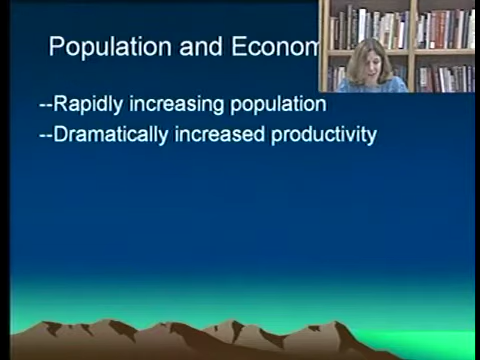 Population and Econom
--Rapidly increasing population
--Dramatically increased productivity